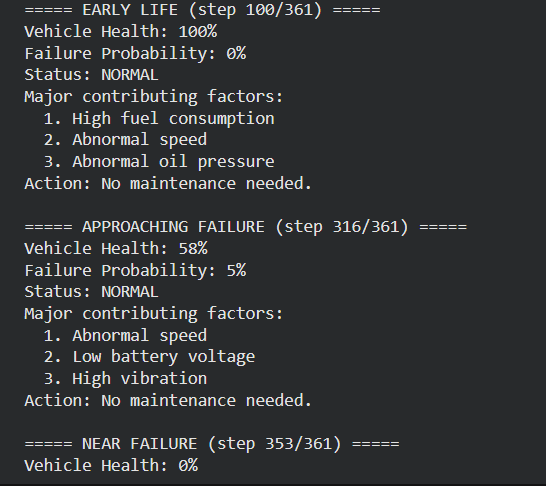 ===== EARLY LIFE (step 100/361) =====
Vehicle Health: 100%
Failure Probability: 0%
Status: NORMAL
Major contributing factors:
  1. High fuel consumption
  2. Abnormal speed
  3. Abnormal oil pressure
Action: No maintenance needed.

===== APPROACHING FAILURE (step 316/361) =====
Vehicle Health: 58%
Failure Probability: 5%
Status: NORMAL
Major contributing factors:
  1. Abnormal speed
  2. Low battery voltage
  3. High vibration
Action: No maintenance needed.

===== NEAR FAILURE (step 353/361) =====
Vehicle Health: 0%